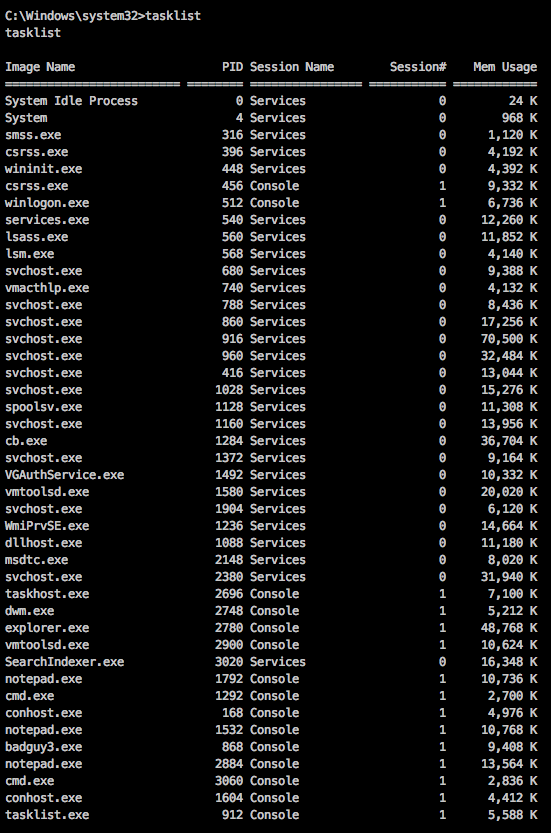 C:\Windows\system32>tasklist
tasklist

Image Name                     PID Session Name        Session#    Mem Usage
========================= ======== ================ =========== ============
System Idle Process              0 Services                   0         24 K
System                           4 Services                   0        968 K
smss.exe                       316 Services                   0      1,120 K
csrss.exe                      396 Services                   0      4,192 K
wininit.exe                    448 Services                   0      4,392 K
csrss.exe                      456 Console                    1      9,332 K
winlogon.exe                   512 Console                    1      6,736 K
services.exe                   540 Services                   0     12,260 K
lsass.exe                      560 Services                   0     11,852 K
lsm.exe                        568 Services                   0      4,140 K
svchost.exe                    680 Services                   0      9,388 K
vmacthlp.exe                   740 Services                   0      4,132 K
svchost.exe                    788 Services                   0      8,436 K
svchost.exe                    860 Services                   0     17,256 K
svchost.exe                    916 Services                   0     70,500 K
svchost.exe                    960 Services                   0     32,484 K
svchost.exe                    416 Services                   0     13,044 K
svchost.exe                   1028 Services                   0     15,276 K
spoolsv.exe                   1128 Services                   0     11,308 K
svchost.exe                   1160 Services                   0     13,956 K
cb.exe                        1284 Services                   0     36,704 K
svchost.exe                   1372 Services                   0      9,164 K
VGAuthService.exe             1492 Services                   0     10,332 K
vmtoolsd.exe                  1580 Services                   0     20,020 K
svchost.exe                   1904 Services                   0      6,120 K
WmiPrvSE.exe                  1236 Services                   0     14,664 K
dllhost.exe                   1088 Services                   0     11,180 K
msdtc.exe                     2148 Services                   0      8,020 K
svchost.exe                   2380 Services                   0     31,940 K
taskhost.exe                  2696 Console                    1      7,100 K
dwm.exe                       2748 Console                    1      5,212 K
explorer.exe                  2780 Console                    1     48,768 K
vmtoolsd.exe                  2900 Console                    1     10,624 K
SearchIndexer.exe             3020 Services                   0     16,348 K
notepad.exe                   1792 Console                    1     10,736 K
cmd.exe                       1292 Console                    1      2,700 K
conhost.exe                    168 Console                    1      4,976 K
notepad.exe                   1532 Console                    1     10,768 K
badguy3.exe                    868 Console                    1      9,408 K
notepad.exe                   2884 Console                    1     13,564 K
cmd.exe                       3060 Console                    1      2,836 K
conhost.exe                   1604 Console                    1      4,412 K
tasklist.exe                   912 Console                    1      5,588 K